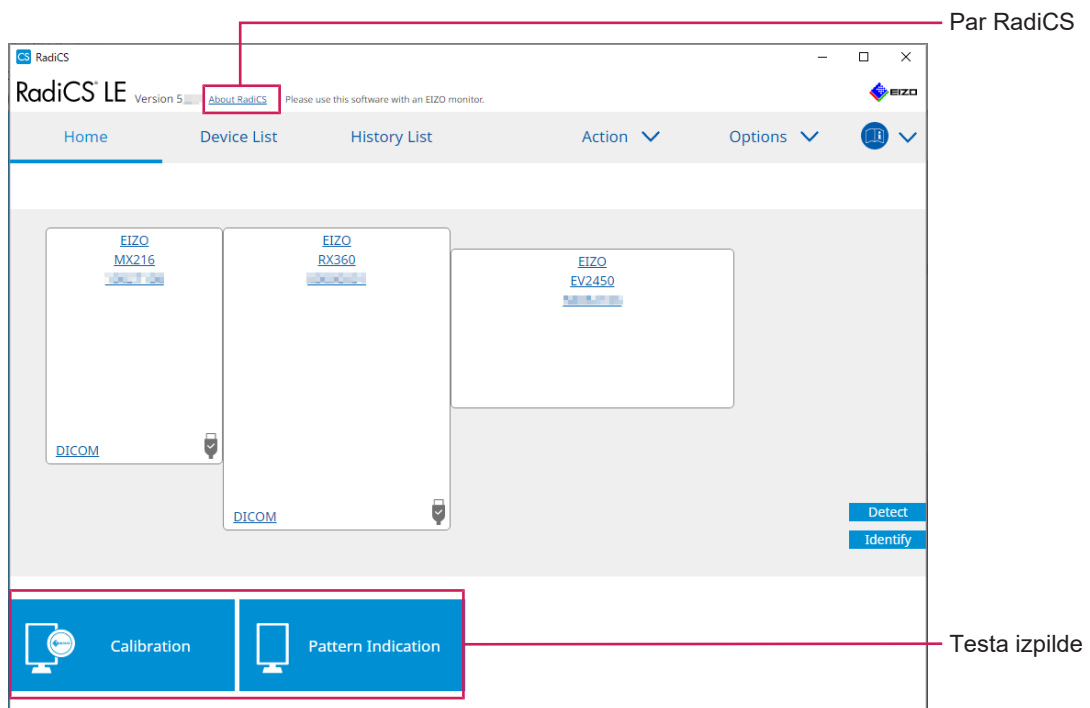 Par RadiCS
CS RadiCS
RadiCS® LE Version 5 About RadiCS Please use this software with an EIZO monitor. EIZO
Home Device List History List Action Options
EIZO
MX216
EIZO
RX360
EIZO
EV2450
DICOM
DICOM
Detect
Identify
Calibration Pattern Indication
Testa izpilde